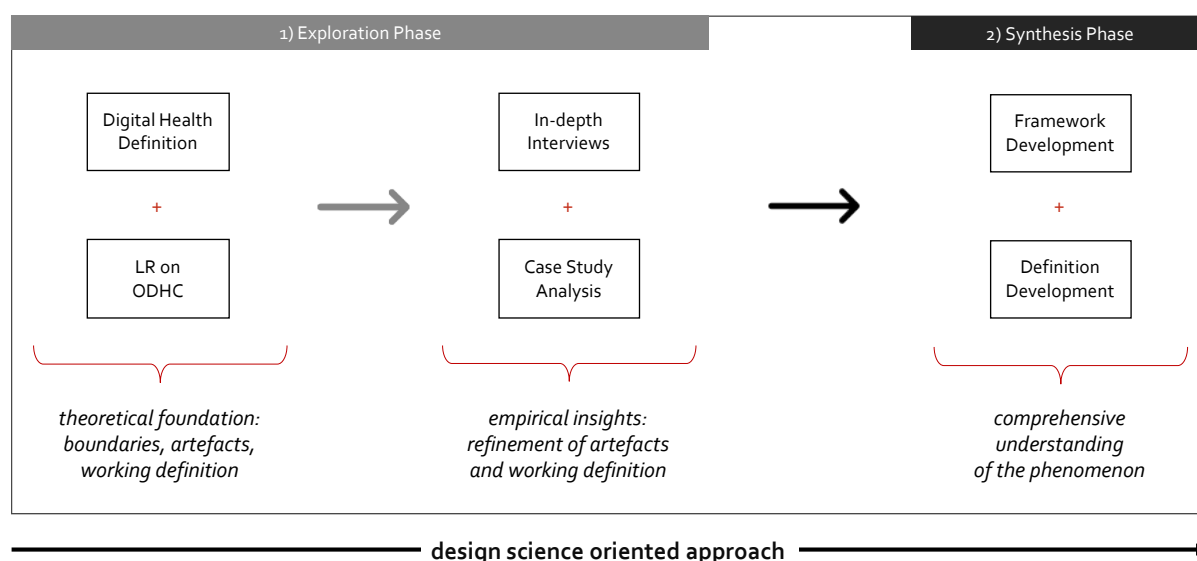 1) Exploration Phase
2) Synthesis Phase
Digital Health
Definition
+
LR on
ODHC
theoretical foundation:
boundaries, artefacts,
working definition
In-depth
Interviews
+
Case Study
Analysis
empirical insights:
refinement of artefacts
and working definition
Framework
Development
+
Definition
Development
comprehensive
understanding
of the phenomenon
design science oriented approach